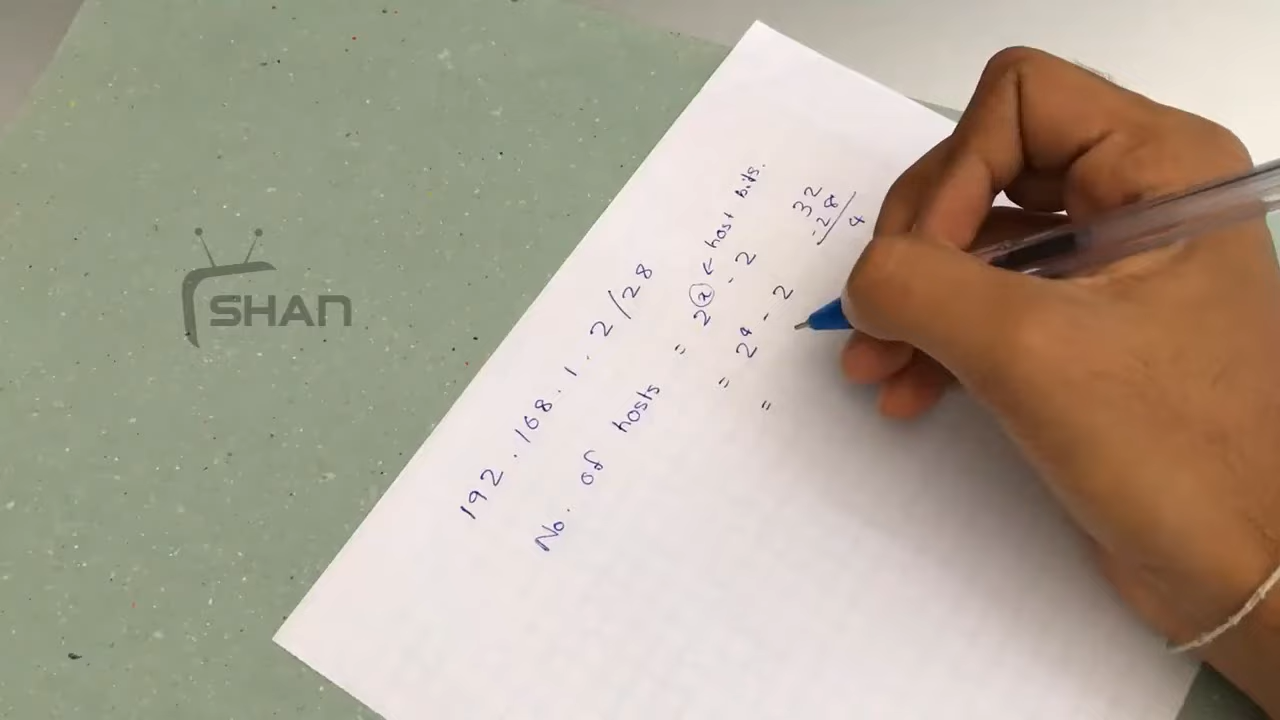 SHAN
192.168.1.2/28
No. of hosts = 2ⓧ ← host bits.
- 2
32
-28
4
= 2⁴ - 2
=